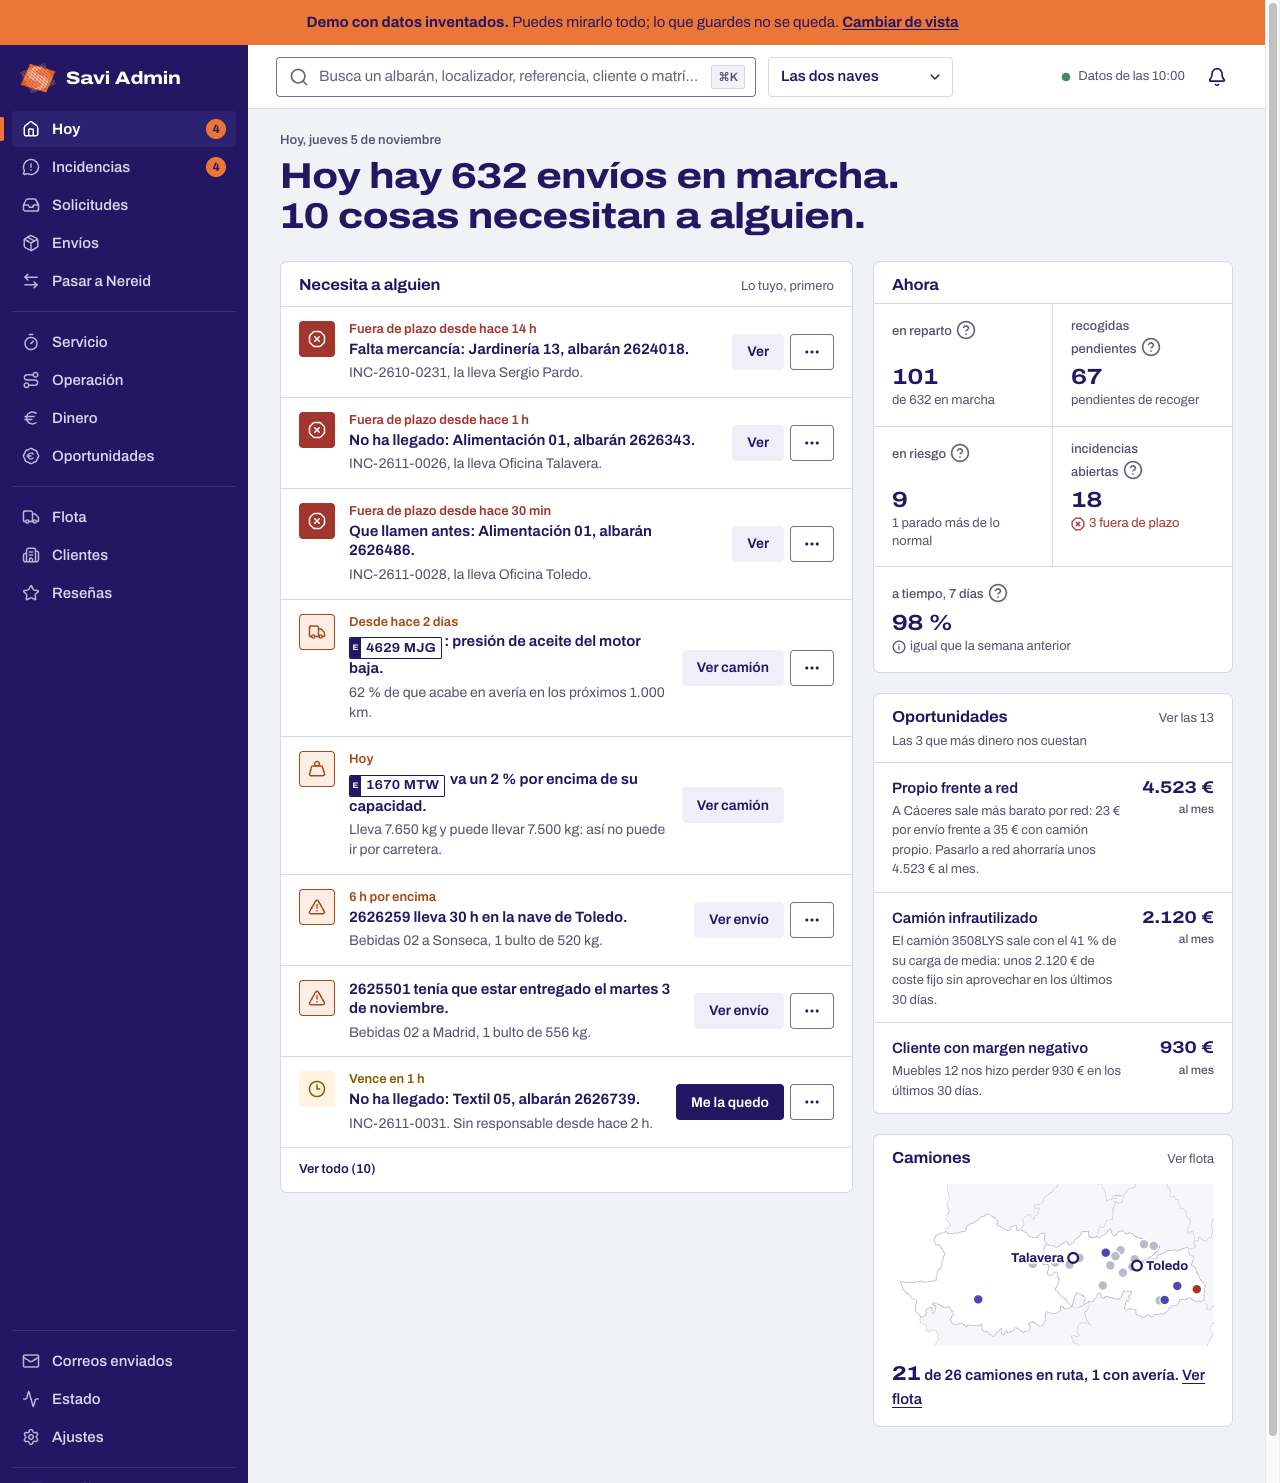 Demo con datos inventados. Puedes mirarlo todo; lo que guardes no se queda. Cambiar de vista
Savi Admin
Hoy 4
Incidencias 4
Solicitudes
Envíos
Pasar a Nereid
Servicio
Operación
Dinero
Oportunidades
Flota
Clientes
Reseñas
Correos enviados
Estado
Ajustes
Busca un albarán, localizador, referencia, cliente o matrí... ⌘K
Las dos naves
Datos de las 10:00
Hoy, jueves 5 de noviembre
Hoy hay 632 envíos en marcha.
10 cosas necesitan a alguien.
Necesita a alguien
Lo tuyo, primero
Fuera de plazo desde hace 14 h
Falta mercancía: Jardinería 13, albarán 2624018.
INC-2610-0231, la lleva Sergio Pardo.
Ver
Fuera de plazo desde hace 1 h
No ha llegado: Alimentación 01, albarán 2626343.
INC-2611-0026, la lleva Oficina Talavera.
Ver
Fuera de plazo desde hace 30 min
Que llamen antes: Alimentación 01, albarán
2626486.
INC-2611-0028, la lleva Oficina Toledo.
Ver
Desde hace 2 días
E 4629 MJG : presión de aceite del motor
baja.
62 % de que acabe en avería en los próximos 1.000
km.
Ver camión
Hoy
E 1670 MTW va un 2 % por encima de su
capacidad.
Lleva 7.650 kg y puede llevar 7.500 kg: así no puede
ir por carretera.
Ver camión
6 h por encima
2626259 lleva 30 h en la nave de Toledo.
Bebidas 02 a Sonseca, 1 bulto de 520 kg.
Ver envío
2625501 tenía que estar entregado el martes 3
de noviembre.
Bebidas 02 a Madrid, 1 bulto de 556 kg.
Ver envío
Vence en 1 h
No ha llegado: Textil 05, albarán 2626739.
INC-2611-0031. Sin responsable desde hace 2 h.
Me la quedo
Ver todo (10)
Ahora
en reparto
101
de 632 en marcha
recogidas
pendientes
67
pendientes de recoger
en riesgo
9
1 parado más de lo
normal
incidencias
abiertas
18
3 fuera de plazo
a tiempo, 7 días
98 %
igual que la semana anterior
Oportunidades
Ver las 13
Las 3 que más dinero nos cuestan
Propio frente a red
4.523 €
al mes
A Cáceres sale más barato por red: 23 €
por envío frente a 35 € con camión
propio. Pasarlo a red ahorraría unos
4.523 € al mes.
Camión infrautilizado
2.120 €
al mes
El camión 3508LYS sale con el 41 % de
su carga de media: unos 2.120 € de
coste fijo sin aprovechar en los últimos
30 días.
Cliente con margen negativo
930 €
al mes
Muebles 12 nos hizo perder 930 € en los
últimos 30 días.
Camiones
Ver flota
Talavera
Toledo
21 de 26 camiones en ruta, 1 con avería. Ver
flota